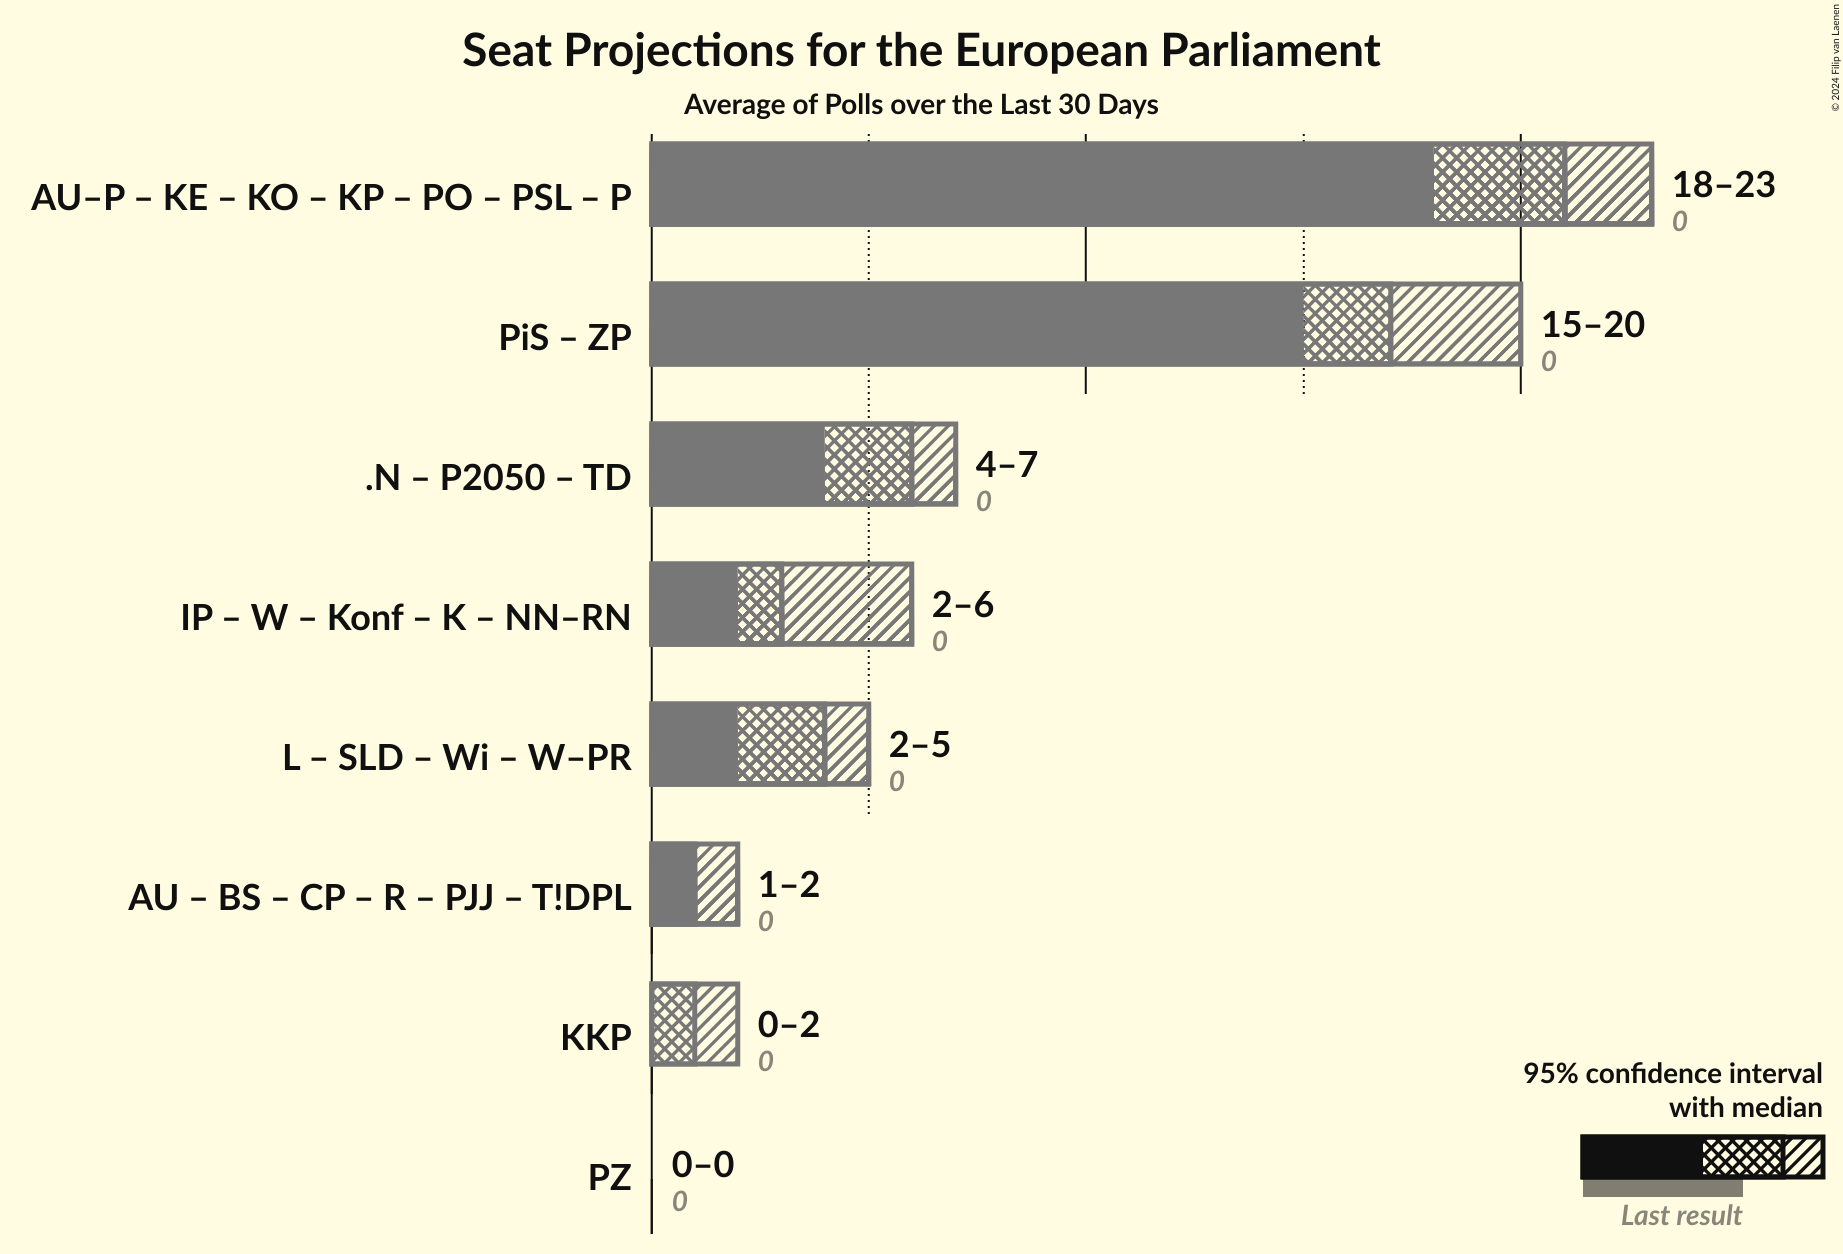 Seat Projections for the European Parliament
Average of Polls over the Last 30 Days
© 2024 Filip van Laenen
AU–P – KE – KO – KP – PO – PSL – P
18–23
0
PiS – ZP
15–20
0
.N – P2050 – TD
4–7
0
IP – W – Konf – K – NN–RN
2–6
0
L – SLD – Wi – W–PR
2–5
0
AU – BS – CP – R – PJJ – T!DPL
1–2
0
KKP
0–2
0
PZ
0–0
0
95% confidence interval
with median
Last result